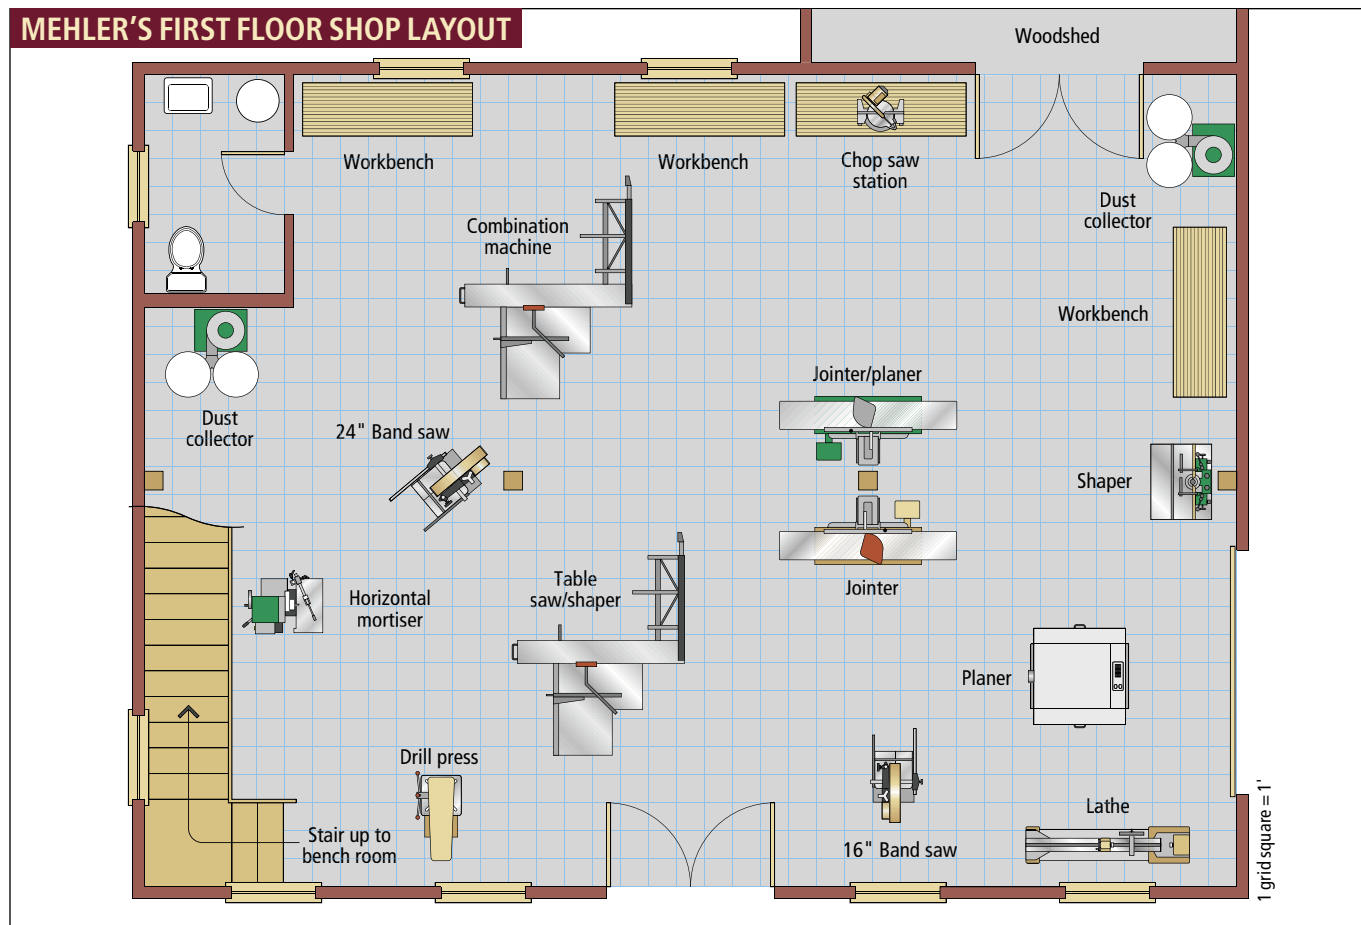 MEHLER'S FIRST FLOOR SHOP LAYOUT
Woodshed
Workbench
Workbench
Chop saw
station
Dust
collector
Combination
machine
Workbench
Jointer/planer
Dust
collector
24" Band saw
Shaper
Horizontal
mortiser
Table
saw/shaper
Jointer
Planer
Drill press
Stair up to
bench room
16" Band saw
Lathe
1 grid square = 1'